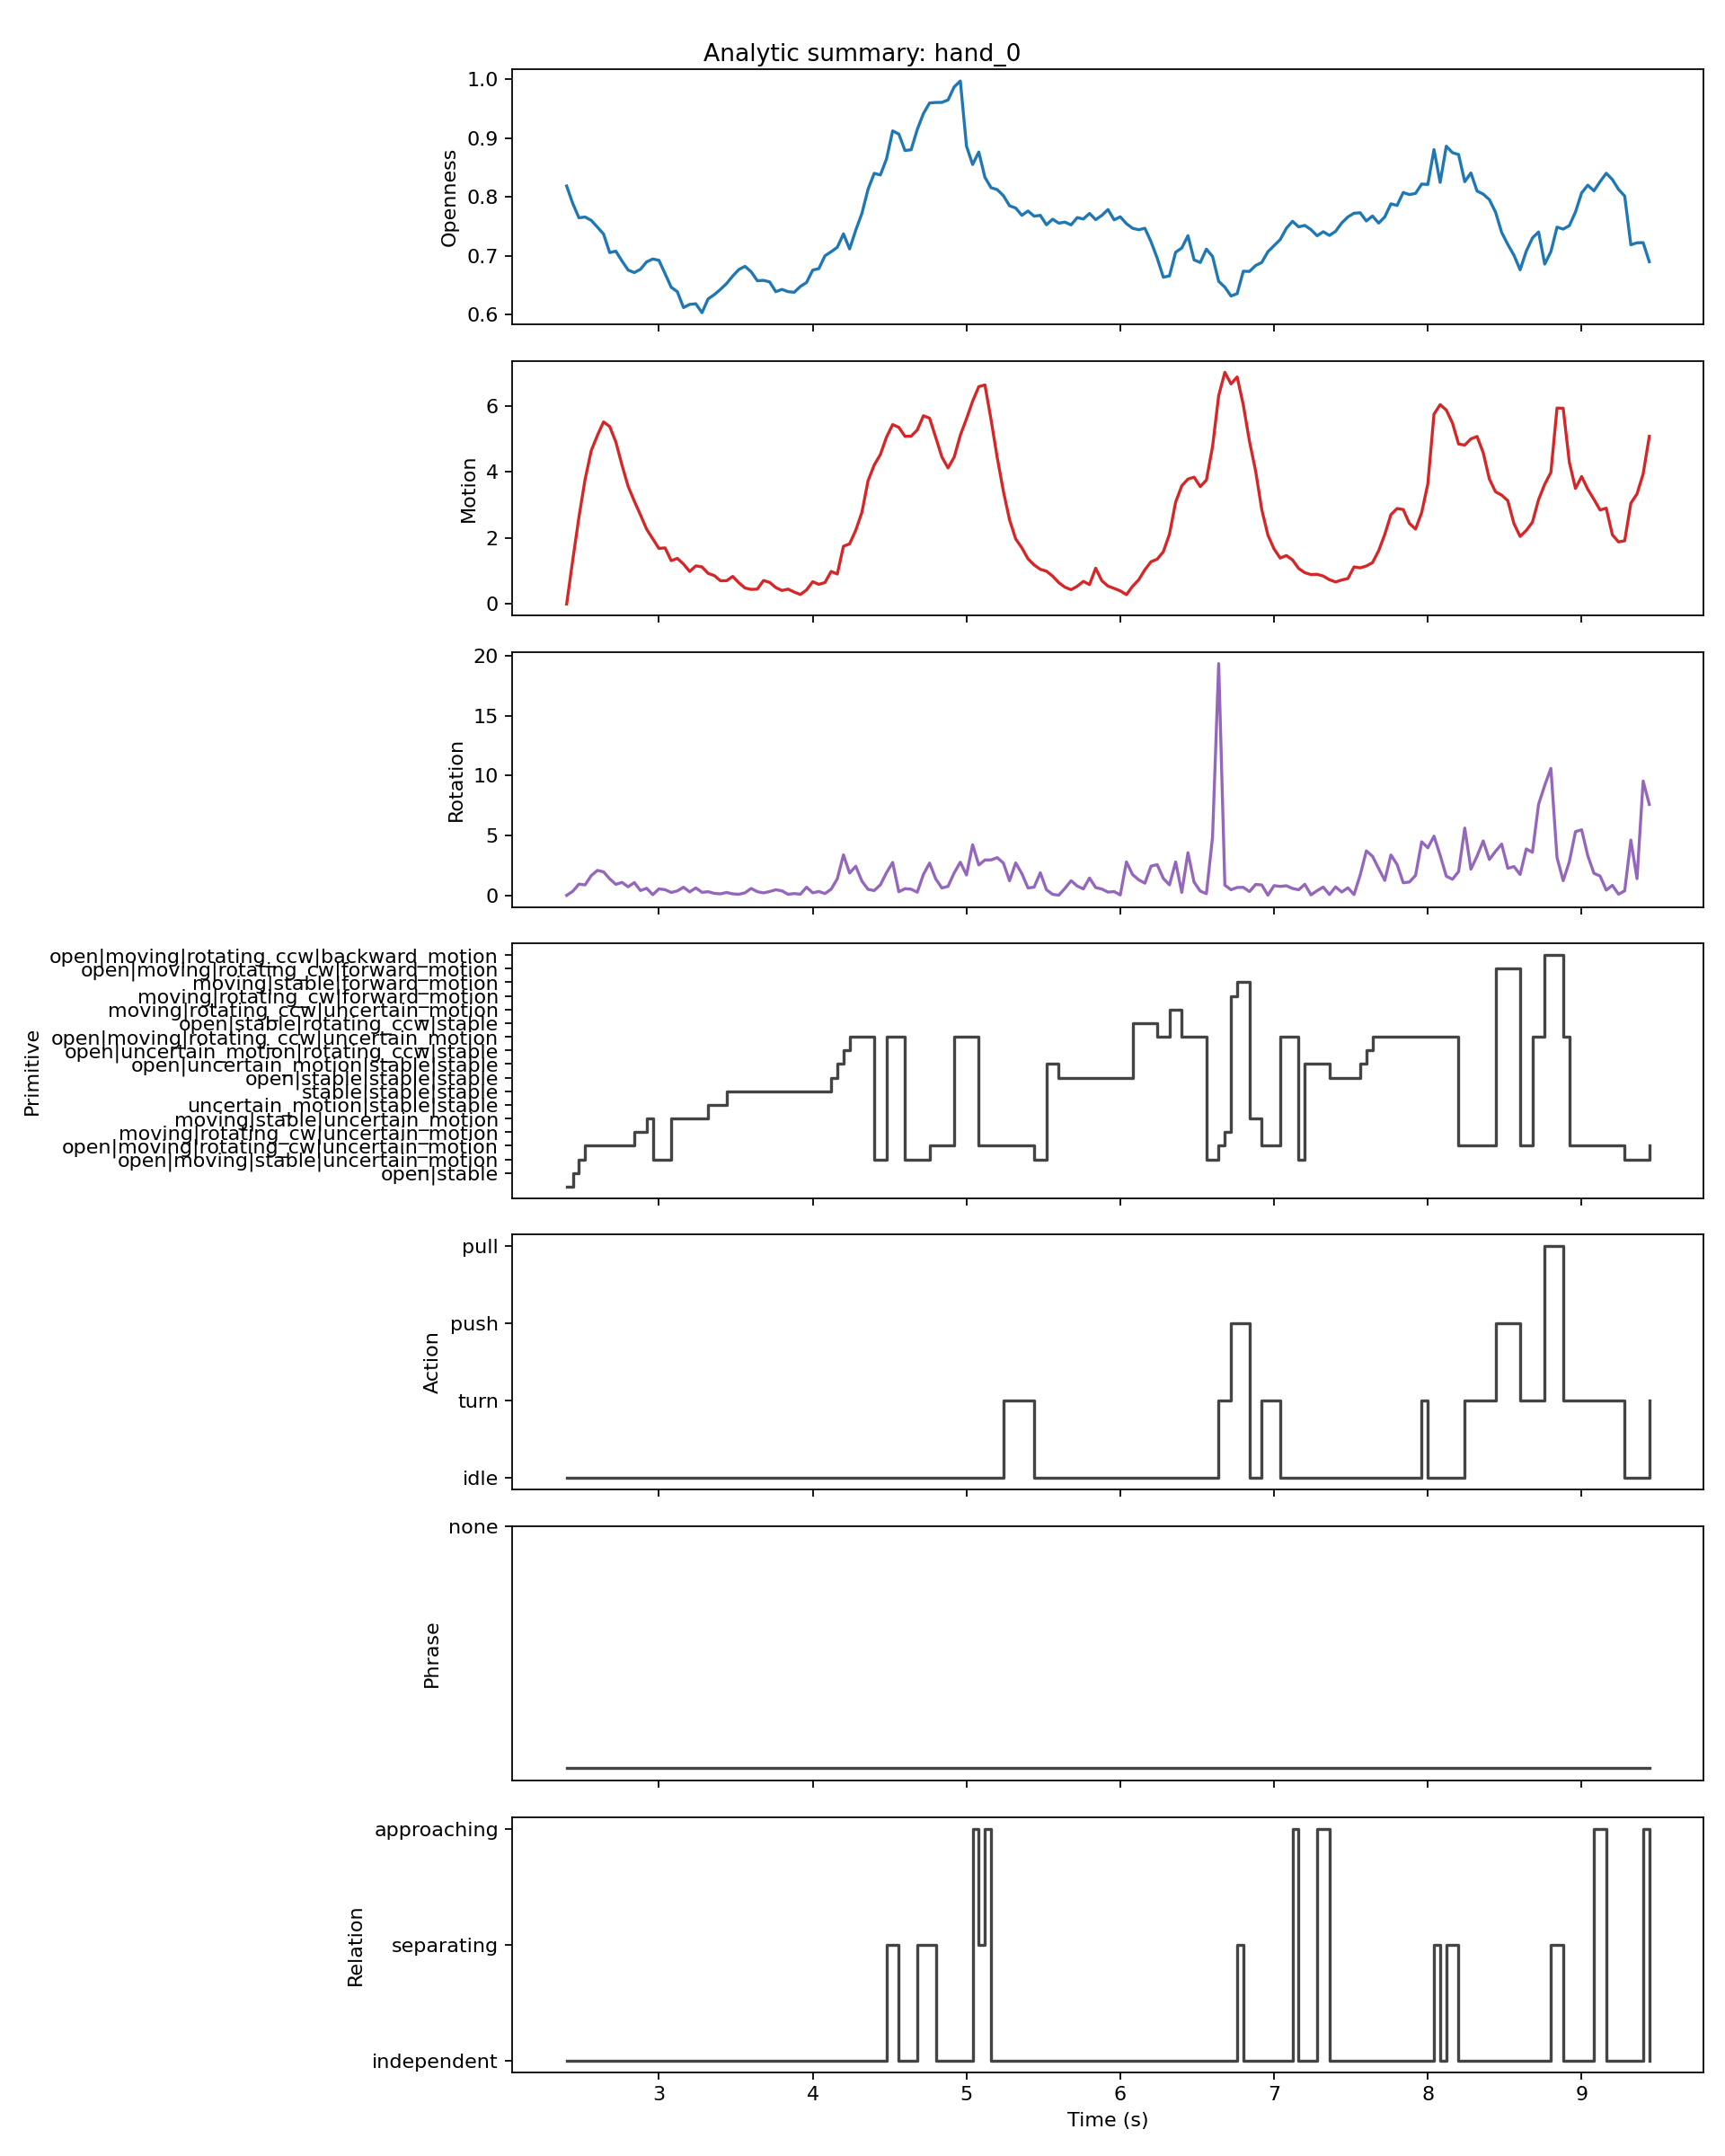 Analytic summary: hand_0
1.0
0.9
0.8
0.7
0.6
Openness
6
4
2
0
Motion
20
15
10
5
0
Rotation
open|moving|rotating_ccw|backward_motion
open|moving|rotating_cw|forward_motion
moving|stable|forward_motion
moving|rotating_cw|forward_motion
moving|rotating_ccw|uncertain_motion
open|stable|rotating_ccw|stable
open|moving|rotating_ccw|uncertain_motion
open|uncertain_motion|rotating_ccw|stable
open|uncertain_motion|stable|stable
open|stable|stable|stable
stable|stable|stable
uncertain_motion|stable|stable
moving|stable|uncertain_motion
moving|rotating_cw|uncertain_motion
open|moving|rotating_cw|uncertain_motion
open|moving|stable|uncertain_motion
open|stable
Primitive
pull
push
turn
idle
Action
none
Phrase
approaching
separating
independent
Relation
3 4 5 6 7 8 9
Time (s)